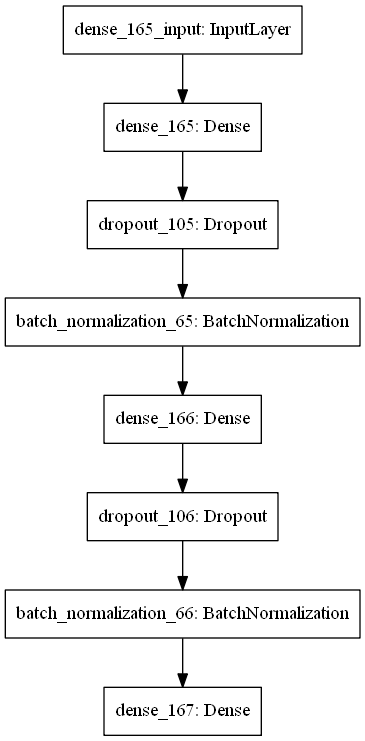 dense_165_input: InputLayer
dense_165: Dense
dropout_105: Dropout
batch_normalization_65: BatchNormalization
dense_166: Dense
dropout_106: Dropout
batch_normalization_66: BatchNormalization
dense_167: Dense